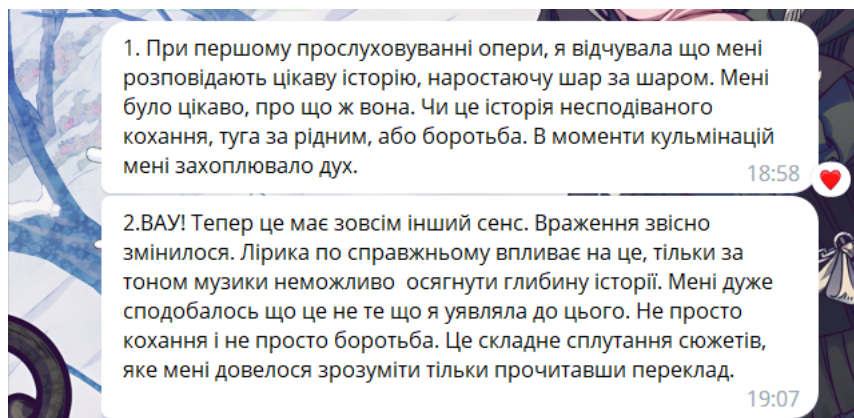 1. При першому прослуховуванні опери, я відчувала що мені
розповідають цікаву історію, наростаючу шар за шаром. Мені
було цікаво, про що ж вона. Чи це історія несподіваного
кохання, туга за рідним, або боротьба. В моменти кульмінацій
мені захоплювало дух.
18:58
2.ВАУ! Тепер це має зовсім інший сенс. Враження звісно
змінилося. Лірика по справжньому впливає на це, тільки за
тоном музики неможливо  осягнути глибину історії. Мені дуже
сподобалось що це не те що я уявляла до цього. Не просто
кохання і не просто боротьба. Це складне сплутання сюжетів,
яке мені довелося зрозуміти тільки прочитавши переклад.
19:07